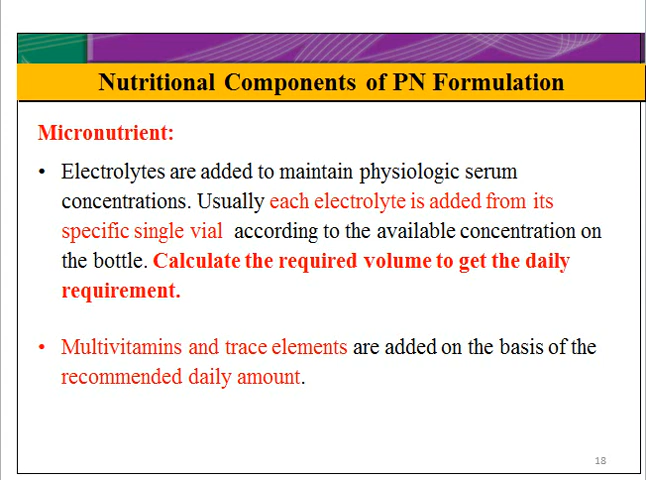 Nutritional Components of PN Formulation
Micronutrient:
• Electrolytes are added to maintain physiologic serum
concentrations. Usually each electrolyte is added from its
specific single vial according to the available concentration on
the bottle. Calculate the required volume to get the daily
requirement.
• Multivitamins and trace elements are added on the basis of the
recommended daily amount.
18